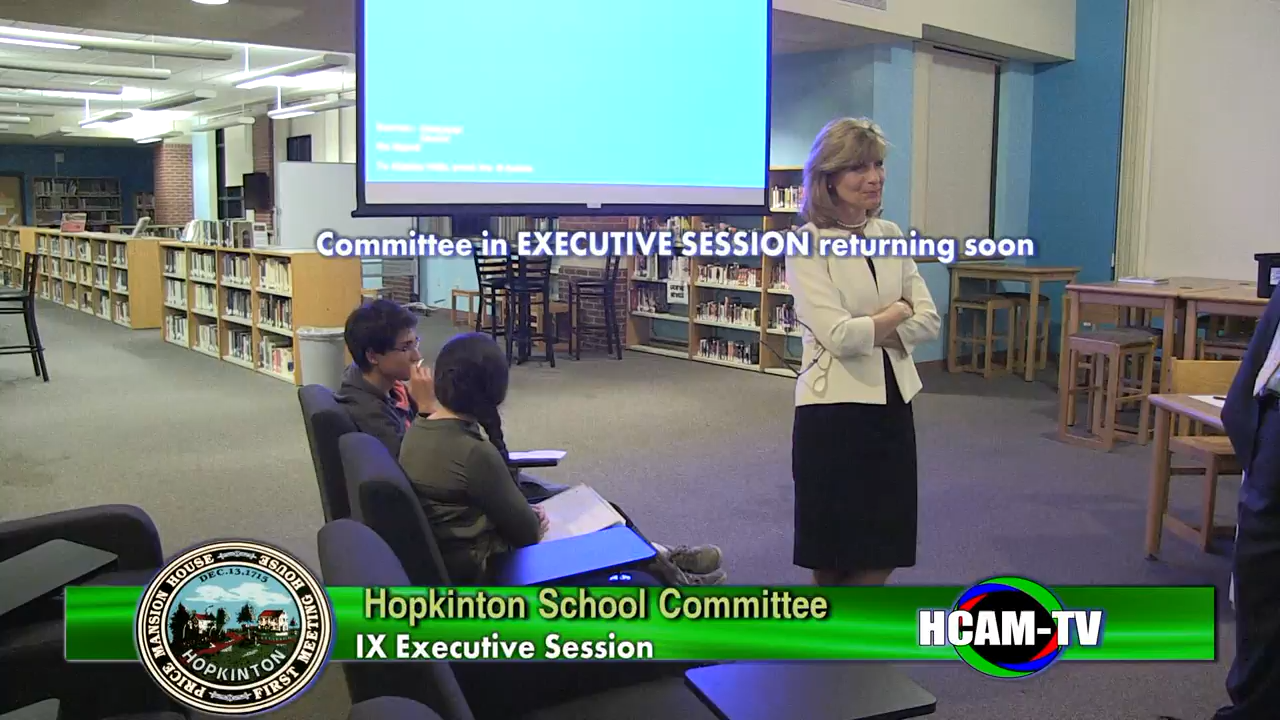 Committee in EXECUTIVE SESSION returning soon
Hopkinton School Committee
IX Executive Session
HCAM-TV
PRICE MANSION HOUSE
HOUSE FIRST MEETING
DEC.13.1715
HOPKINTON